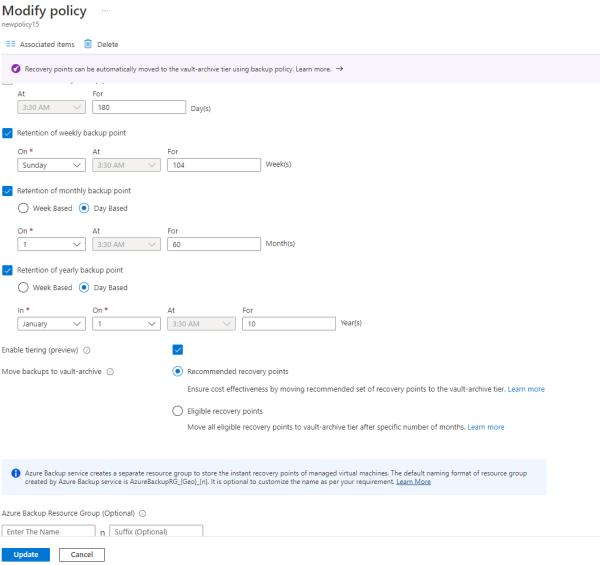 Modify policy ...
newpolicy15
Associated items Delete
Recovery points can be automatically moved to the vault-archive tier using backup policy. Learn more. →
At For
3:30 AM 180 Day(s)
Retention of weekly backup point
On * At For
Sunday 3:30 AM 104 Week(s)
Retention of monthly backup point
Week Based Day Based
On * At For
1 3:30 AM 60 Month(s)
Retention of yearly backup point
Week Based Day Based
In * On * At For
January 1 3:30 AM 10 Year(s)
Enable tiering (preview)
Move backups to vault-archive Recommended recovery points
Ensure cost effectiveness by moving recommended set of recovery points to the vault-archive tier. Learn more
Eligible recovery points
Move all eligible recovery points to vault-archive tier after specific number of months. Learn more
Azure Backup service creates a separate resource group to store the instant recovery points of managed virtual machines. The default naming format of resource group
created by Azure Backup service is AzureBackupRG_{Geo}_{n}. It is optional to customize the name as per your requirement. Learn More
Azure Backup Resource Group (Optional)
Enter The Name n Suffix (Optional)
Update Cancel